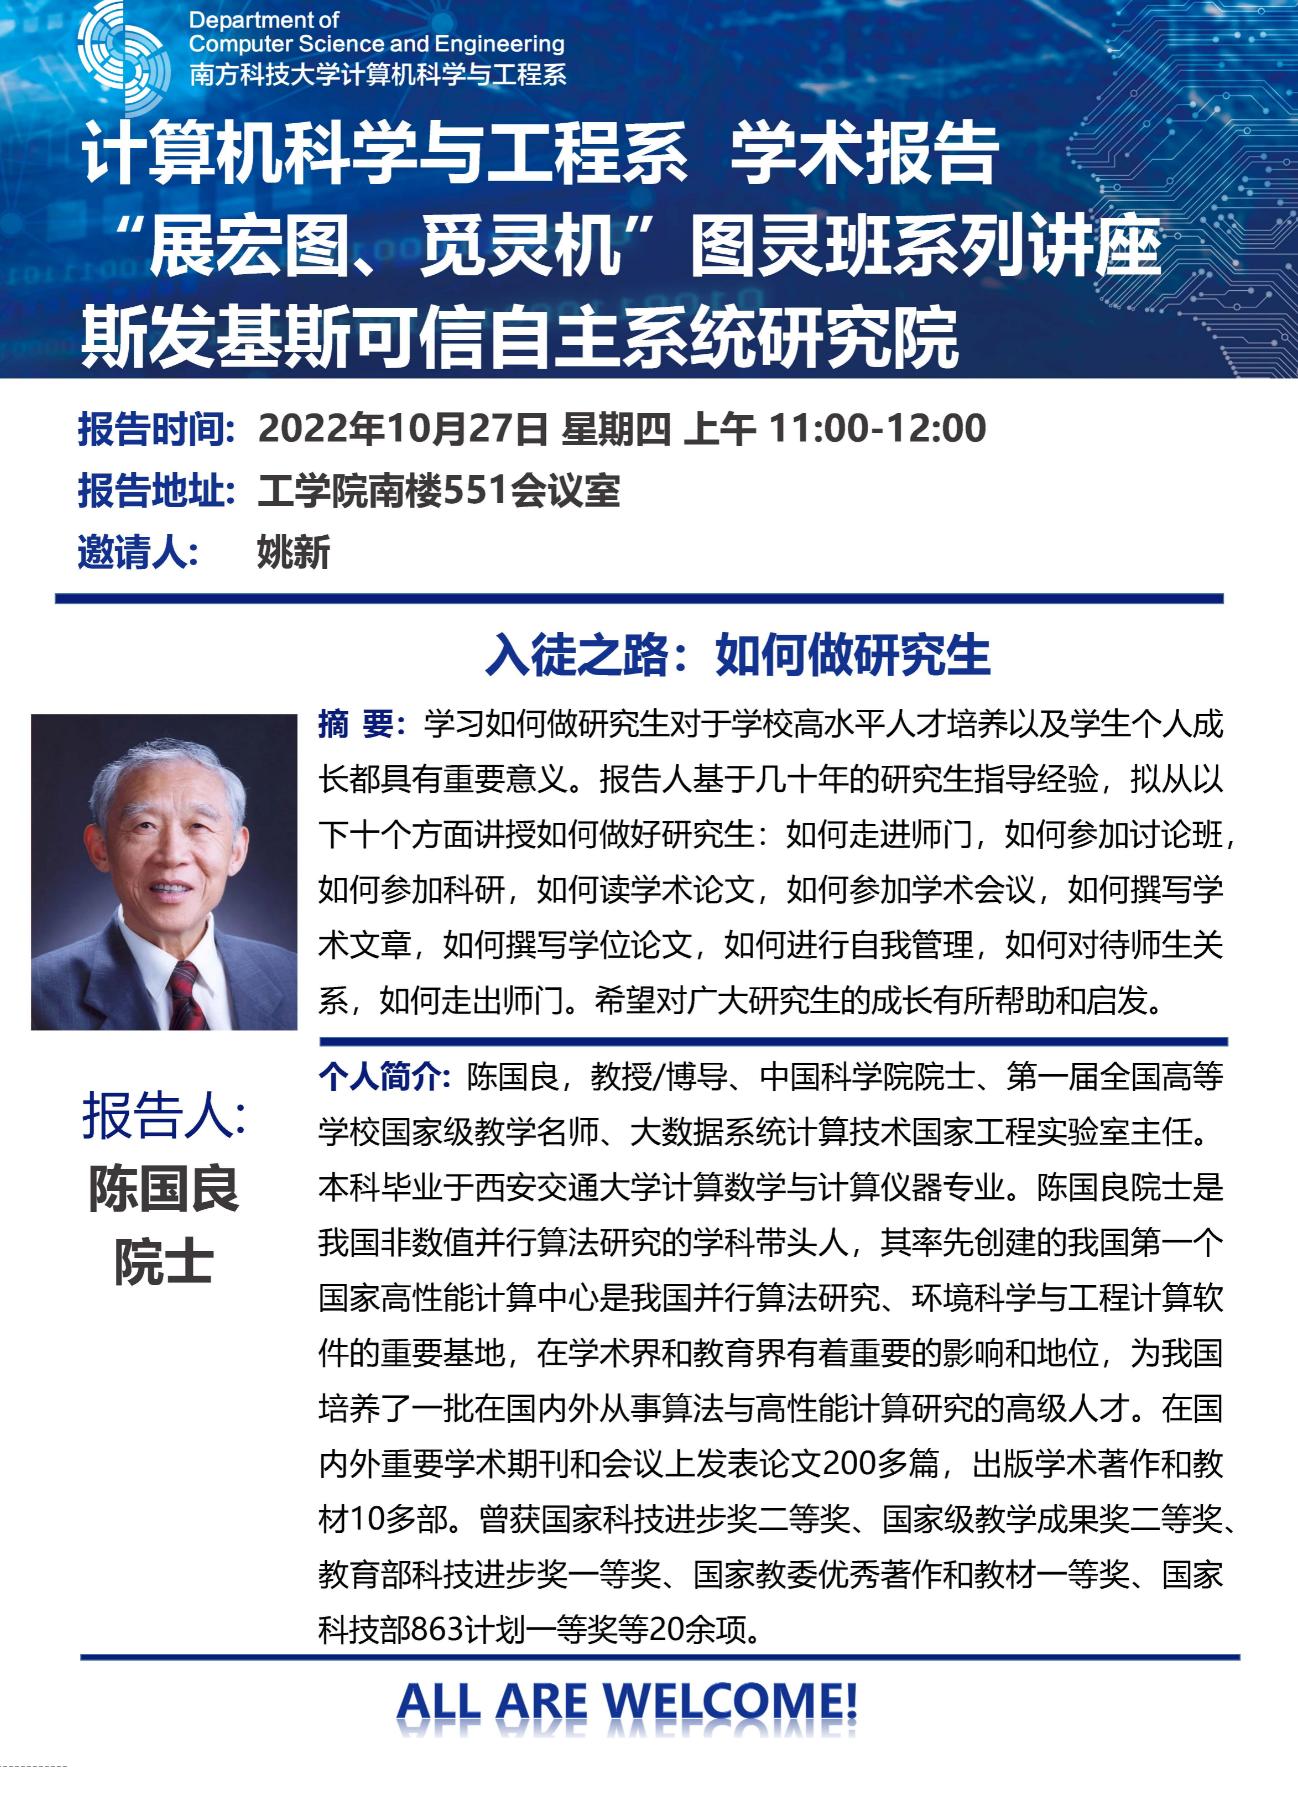 Department of
Computer Science and Engineering
南方科技大学计算机科学与工程系
计算机科学与工程系 学术报告
“展宏图、觅灵机”图灵班系列讲座
斯发基斯可信自主系统研究院
报告时间: 2022年10月27日 星期四 上午 11:00-12:00
报告地址: 工学院南楼551会议室
邀请人: 姚新
入徒之路：如何做研究生
摘 要：学习如何做研究生对于学校高水平人才培养以及学生个人成
长都具有重要意义。报告人基于几十年的研究生指导经验，拟从以
下十个方面讲授如何做好研究生：如何走进师门，如何参加讨论班，
如何参加科研，如何读学术论文，如何参加学术会议，如何撰写学
术文章，如何撰写学位论文，如何进行自我管理，如何对待师生关
系，如何走出师门。希望对广大研究生的成长有所帮助和启发。
报告人:
陈国良
院士
个人简介: 陈国良，教授/博导、中国科学院院士、第一届全国高等
学校国家级教学名师、大数据系统计算技术国家工程实验室主任。
本科毕业于西安交通大学计算数学与计算仪器专业。陈国良院士是
我国非数值并行算法研究的学科带头人，其率先创建的我国第一个
国家高性能计算中心是我国并行算法研究、环境科学与工程计算软
件的重要基地，在学术界和教育界有着重要的影响和地位，为我国
培养了一批在国内外从事算法与高性能计算研究的高级人才。在国
内外重要学术期刊和会议上发表论文200多篇，出版学术著作和教
材10多部。曾获国家科技进步奖二等奖、国家级教学成果奖二等奖、
教育部科技进步奖一等奖、国家教委优秀著作和教材一等奖、国家
科技部863计划一等奖等20余项。
ALL ARE WELCOME!